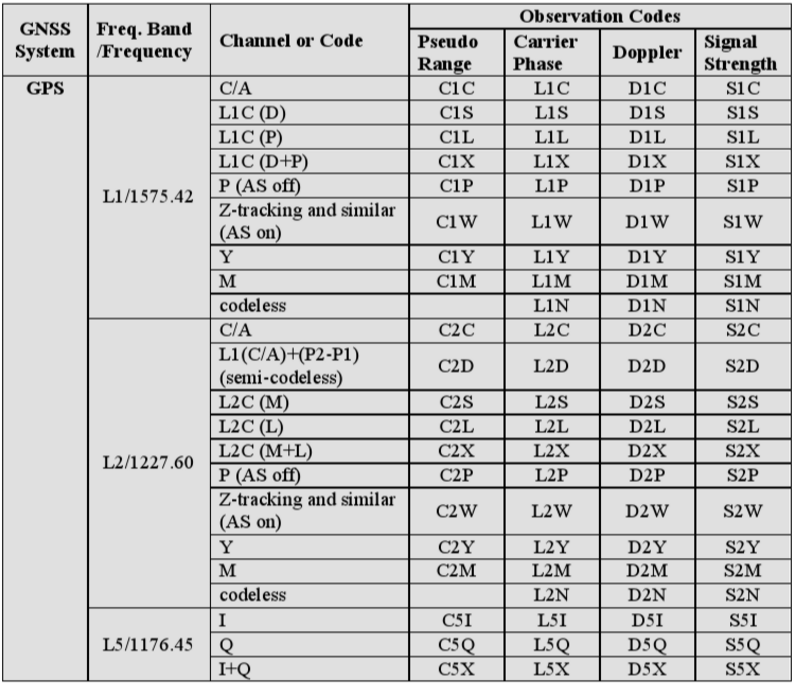 GNSS System Freq. Band /Frequency Channel or Code Observation Codes
Pseudo Range Carrier Phase Doppler Signal Strength
GPS L1/1575.42 C/A C1C L1C D1C S1C
L1C (D) C1S L1S D1S S1S
L1C (P) C1L L1L D1L S1L
L1C (D+P) C1X L1X D1X S1X
P (AS off) C1P L1P D1P S1P
Z-tracking and similar (AS on) C1W L1W D1W S1W
Y C1Y L1Y D1Y S1Y
M C1M L1M D1M S1M
codeless L1N D1N S1N
L2/1227.60 C/A C2C L2C D2C S2C
L1(C/A)+(P2-P1) (semi-codeless) C2D L2D D2D S2D
L2C (M) C2S L2S D2S S2S
L2C (L) C2L L2L D2L S2L
L2C (M+L) C2X L2X D2X S2X
P (AS off) C2P L2P D2P S2P
Z-tracking and similar (AS on) C2W L2W D2W S2W
Y C2Y L2Y D2Y S2Y
M C2M L2M D2M S2M
codeless L2N D2N S2N
L5/1176.45 I C5I L5I D5I S5I
Q C5Q L5Q D5Q S5Q
I+Q C5X L5X D5X S5X